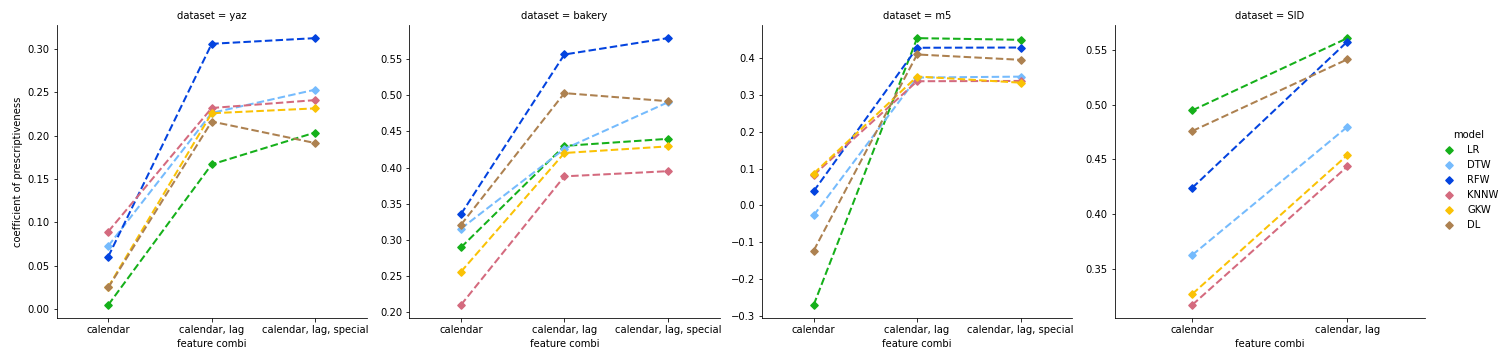 dataset = yaz
dataset = bakery
dataset = m5
dataset = SID
coefficient of prescriptiveness
0.30
0.25
0.20
0.15
0.10
0.05
0.00
calendar
calendar, lag
calendar, lag, special
feature combi
0.55
0.50
0.45
0.40
0.35
0.30
0.25
0.20
calendar
calendar, lag
calendar, lag, special
feature combi
0.4
0.3
0.2
0.1
0.0
−0.1
−0.2
−0.3
calendar
calendar, lag
calendar, lag, special
feature combi
0.55
0.50
0.45
0.40
0.35
calendar
calendar, lag
feature combi
model
LR
DTW
RFW
KNNW
GKW
DL